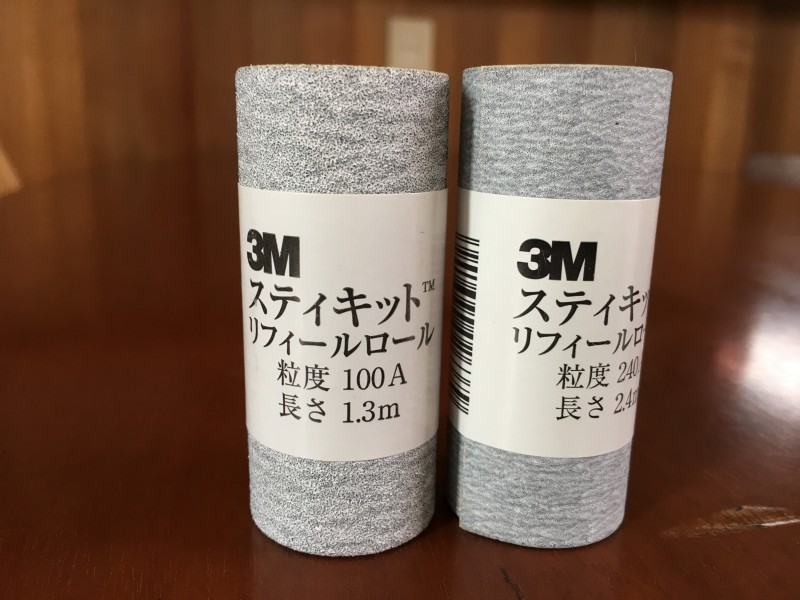 3M
スティキット™
リフィールロール
粒度 100A
長さ 1.3m
3M
スティキッ
リフィールロ
粒度 240
長さ 2.4m